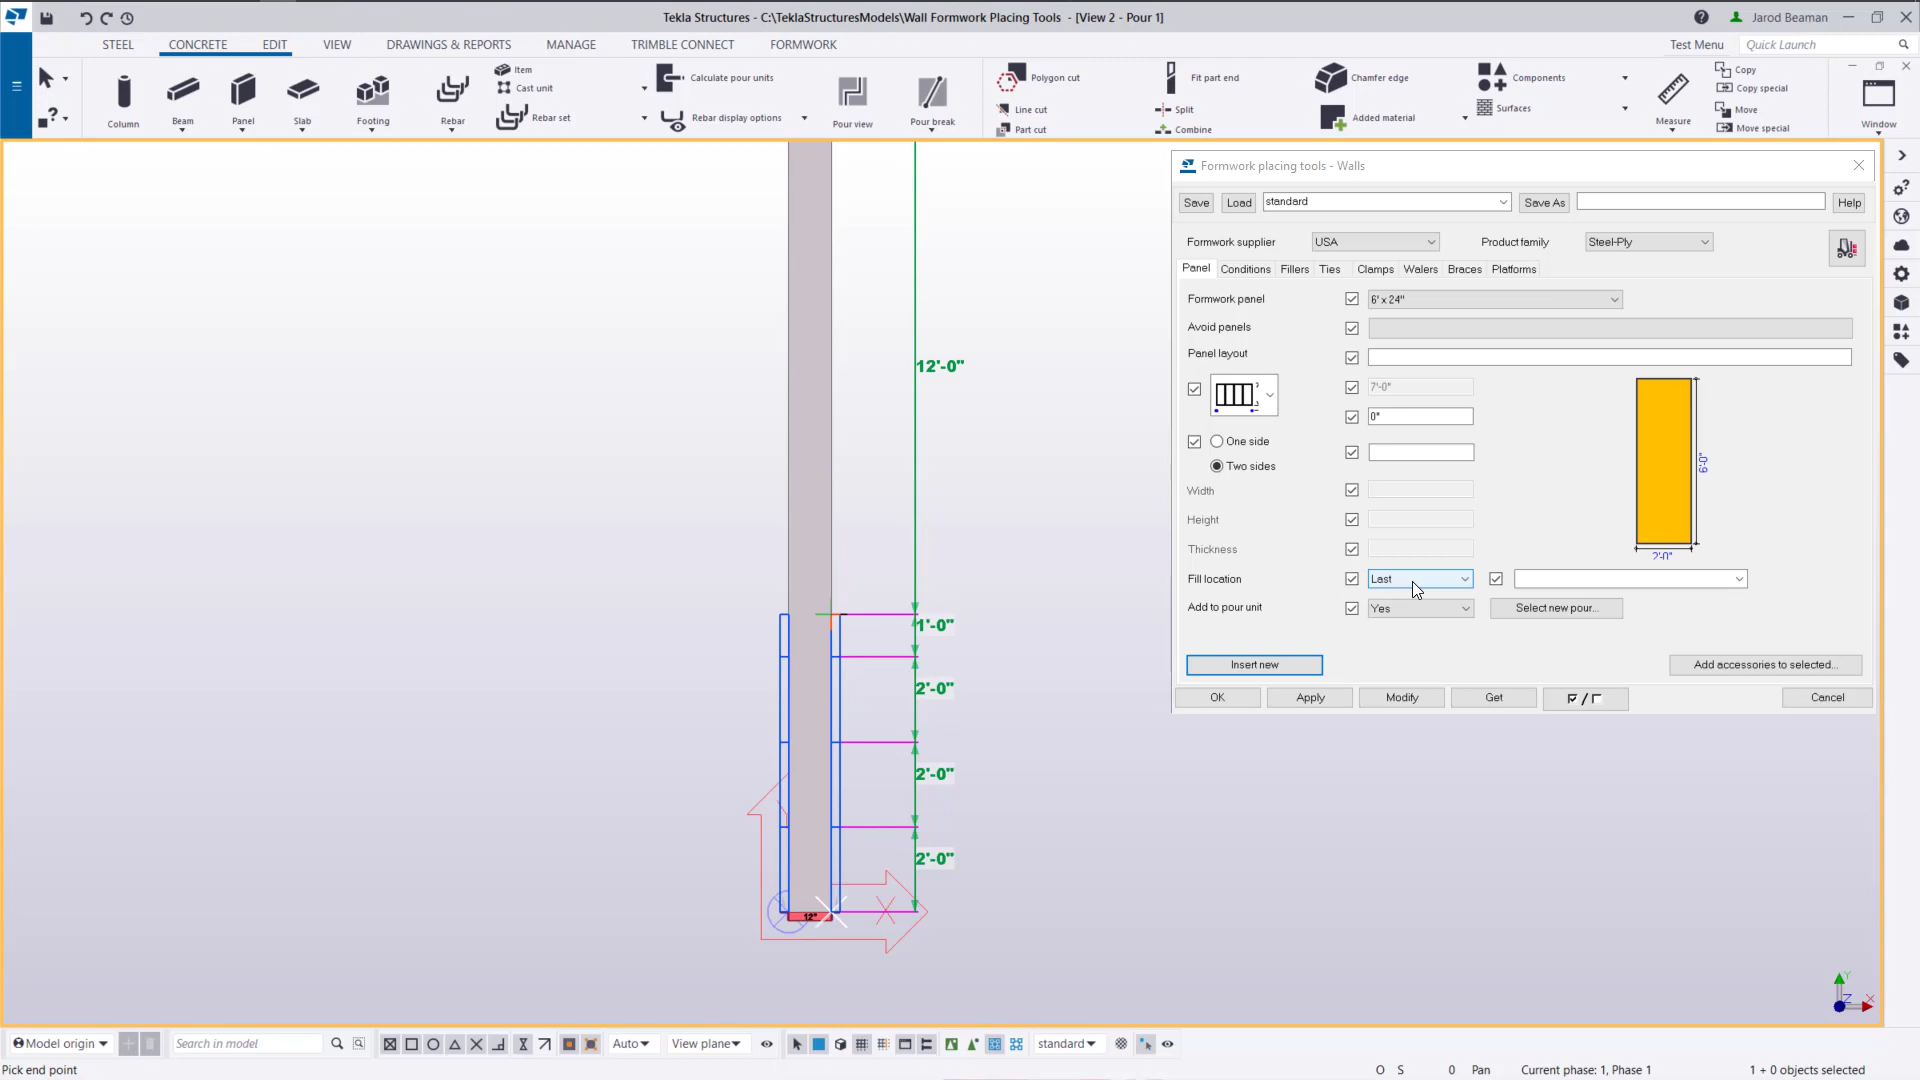 Tekla Structures - C:\TeklaStructuresModels\Wall Formwork Placing Tools - [View 2 - Pour 1]
Jarod Beaman
STEEL CONCRETE EDIT VIEW DRAWINGS & REPORTS MANAGE TRIMBLE CONNECT FORMWORK
Test Menu
Quick Launch
Column
Beam
Panel
Slab
Footing
Rebar
Item
Cast unit
Rebar set
Calculate pour units
Rebar display options
Pour view
Pour break
Polygon cut
Line cut
Part cut
Fit part end
Split
Combine
Chamfer edge
Added material
Components
Surfaces
Measure
Copy
Copy special
Move
Move special
Window
12'-0"
1'-0"
2'-0"
2'-0"
2'-0"
12"
X
Formwork placing tools - Walls
Save Load standard Save As Help
Formwork supplier USA Product family Steel-Ply
Panel Conditions Fillers Ties Clamps Walers Braces Platforms
Formwork panel 6' x 24"
Avoid panels
Panel layout
7'-0"
0"
One side
Two sides
Width
Height
Thickness
6'-0"
2'-0"
Fill location Last
Add to pour unit Yes Select new pour...
Insert new Add accessories to selected...
OK Apply Modify Get / Cancel
Y
Z
X
Model origin Search in model Auto View plane standard
Pick end point
O S 0 Pan Current phase: 1, Phase 1 1 + 0 objects selected